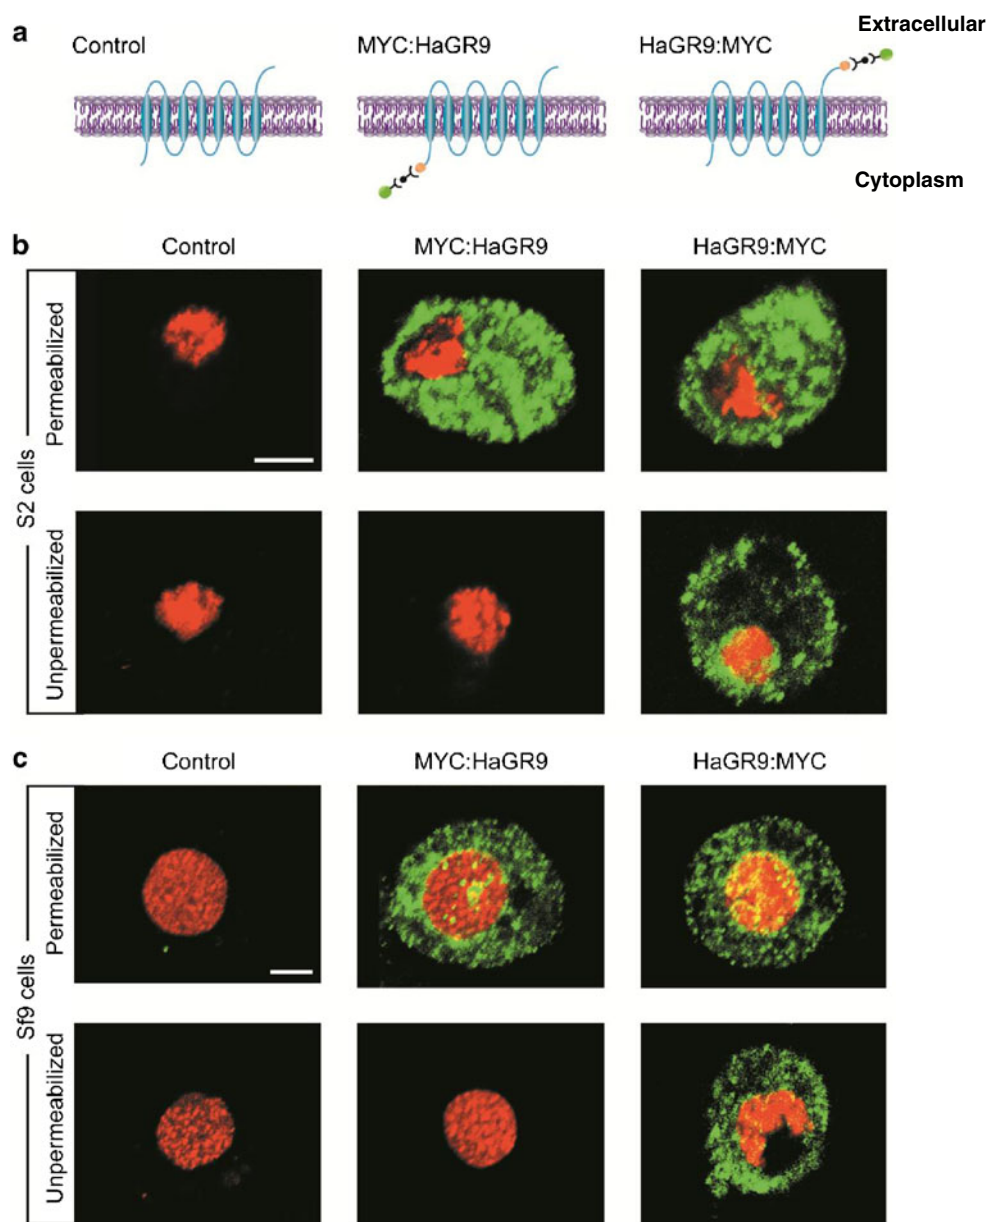 a
Control
MYC:HaGR9
HaGR9:MYC
Extracellular
Cytoplasm
b
Control
MYC:HaGR9
HaGR9:MYC
S2 cells
Permeabilized
Unpermeabilized
c
Control
MYC:HaGR9
HaGR9:MYC
Sf9 cells
Permeabilized
Unpermeabilized